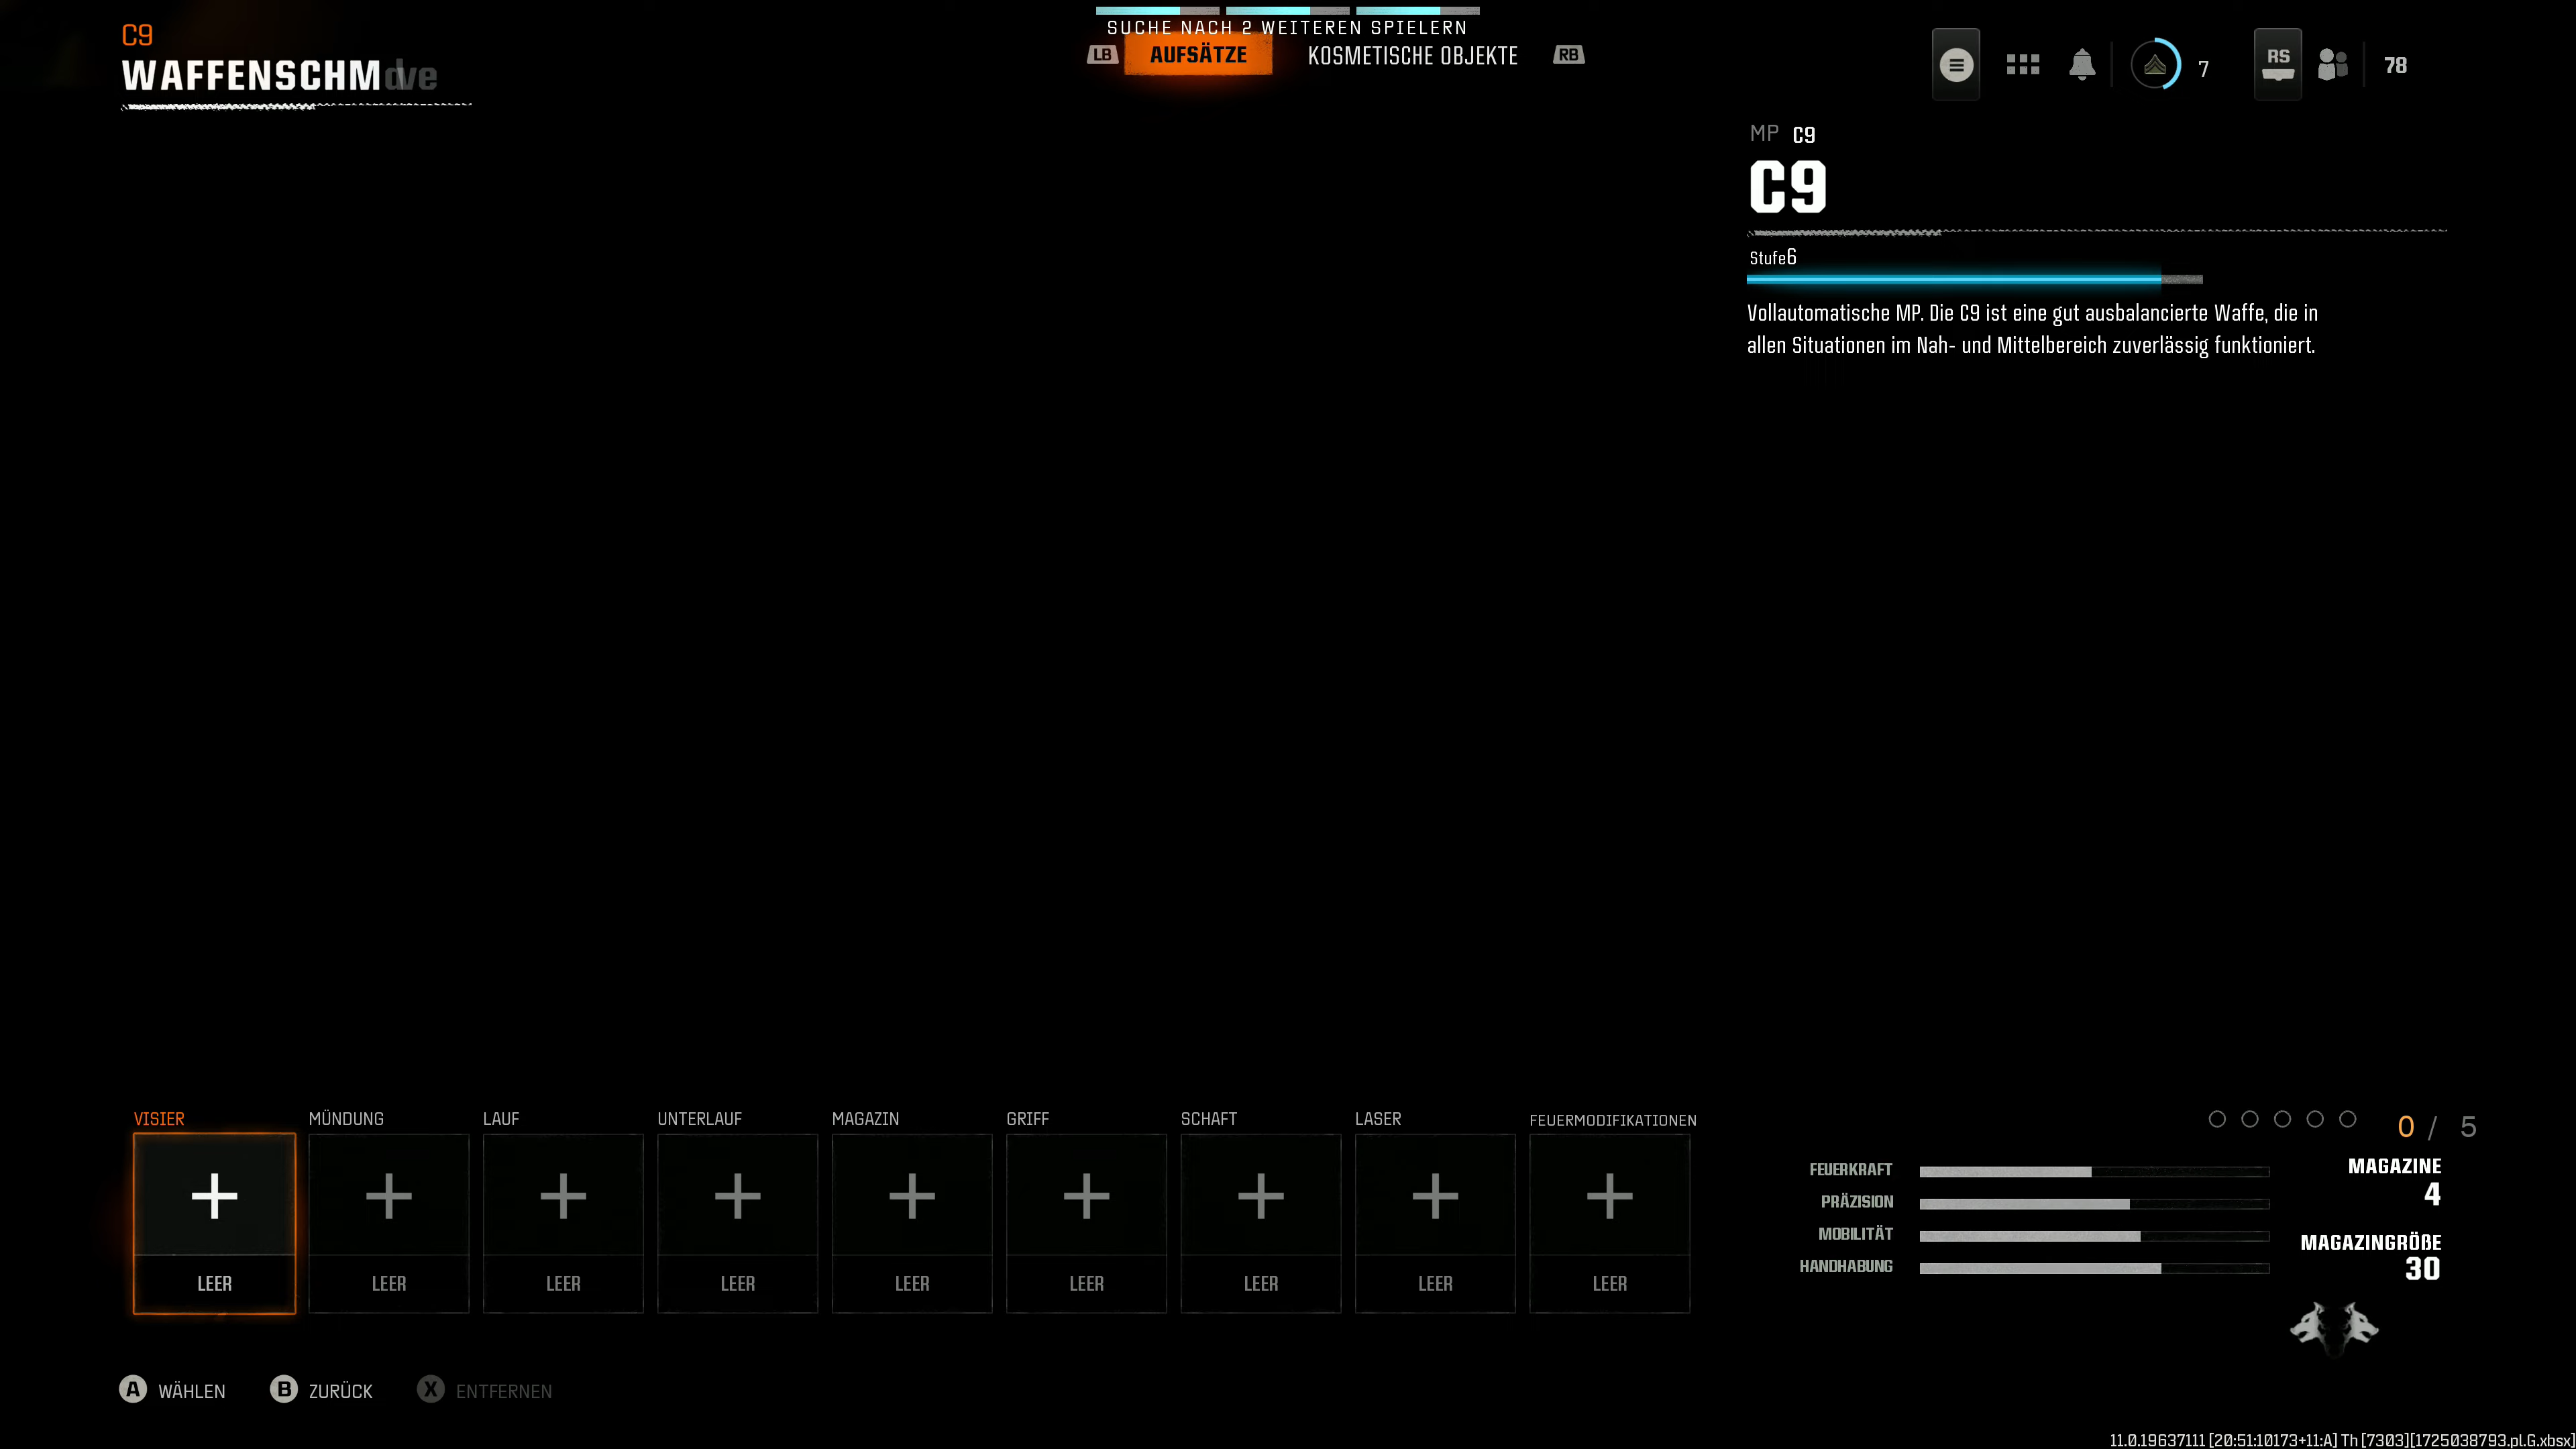 C9
WAFFENSCHMdve
SUCHE NACH 2 WEITEREN SPIELERN
LB AUFSÄTZE KOSMETISCHE OBJEKTE RB
7 RS 78
MP C9
C9
Stufe6
Vollautomatische MP. Die C9 ist eine gut ausbalancierte Waffe, die in
allen Situationen im Nah- und Mittelbereich zuverlässig funktioniert.
VISIER MÜNDUNG LAUF UNTERLAUF MAGAZIN GRIFF SCHAFT LASER FEUERMODIFIKATIONEN
LEER LEER LEER LEER LEER LEER LEER LEER LEER
0 / 5
FEUERKRAFT
PRÄZISION
MOBILITÄT
HANDHABUNG
MAGAZINE
4
MAGAZINGRÖßE
30
A WÄHLEN B ZURÜCK X ENTFERNEN
11.0.19637111 [20:51:10173+11:A] Th [7303][1725038793.pl.G.xbsx]